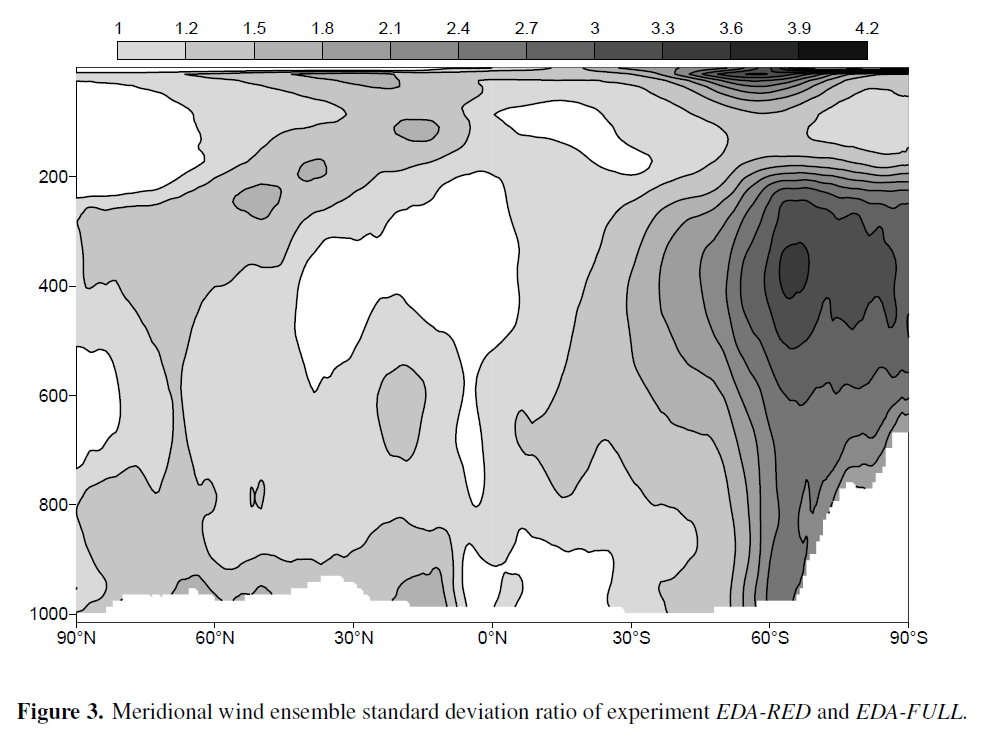 1 1.2 1.5 1.8 2.1 2.4 2.7 3 3.3 3.6 3.9 4.2
200
400
600
800
1000
90°N 60°N 30°N 0°N 30°S 60°S 90°S
Figure 3. Meridional wind ensemble standard deviation ratio of experiment EDA-RED and EDA-FULL.